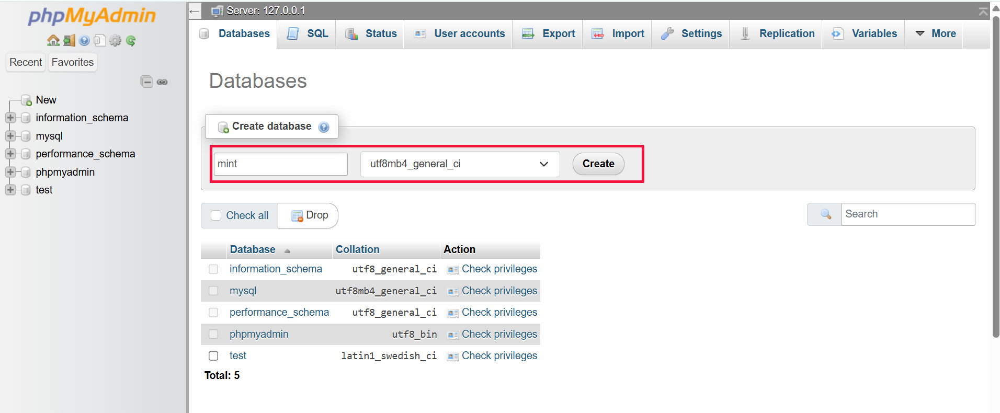 phpMyAdmin
Recent Favorites
New
information_schema
mysql
performance_schema
phpmyadmin
test
Server: 127.0.0.1
Databases SQL Status User accounts Export Import Settings Replication Variables More
Databases
Create database
mint utf8mb4_general_ci Create
Check all Drop Search
Database Collation Action
information_schema utf8_general_ci Check privileges
mysql utf8mb4_general_ci Check privileges
performance_schema utf8_general_ci Check privileges
phpmyadmin utf8_bin Check privileges
test latin1_swedish_ci Check privileges
Total: 5